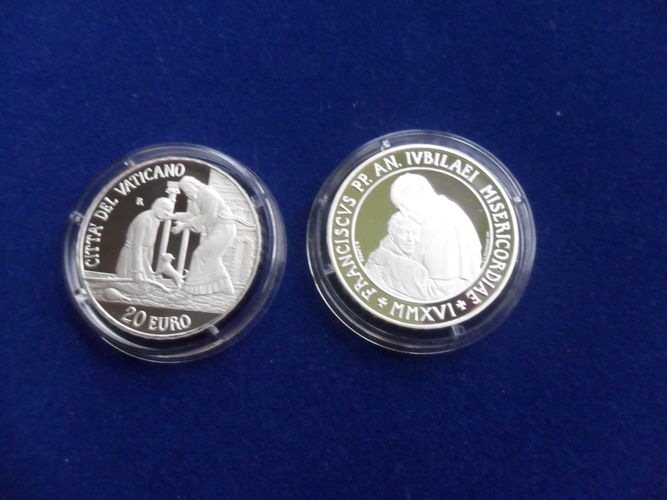 CITTA' DEL VATICANO
R
20 EURO
FRANCISCVS PP. AN. IVBILAEI MISERICORDIAE
MMXVI